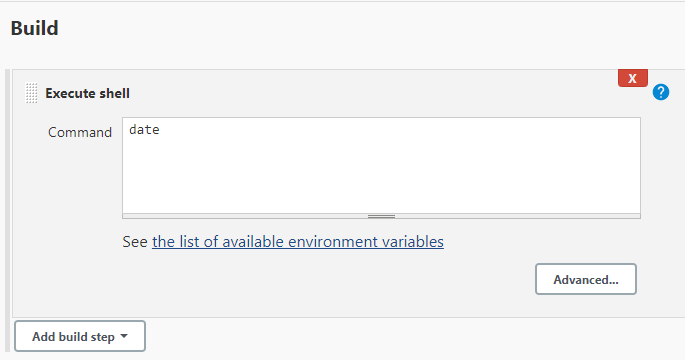 Build
X
Execute shell
?
Command
date
See the list of available environment variables
Advanced...
Add build step